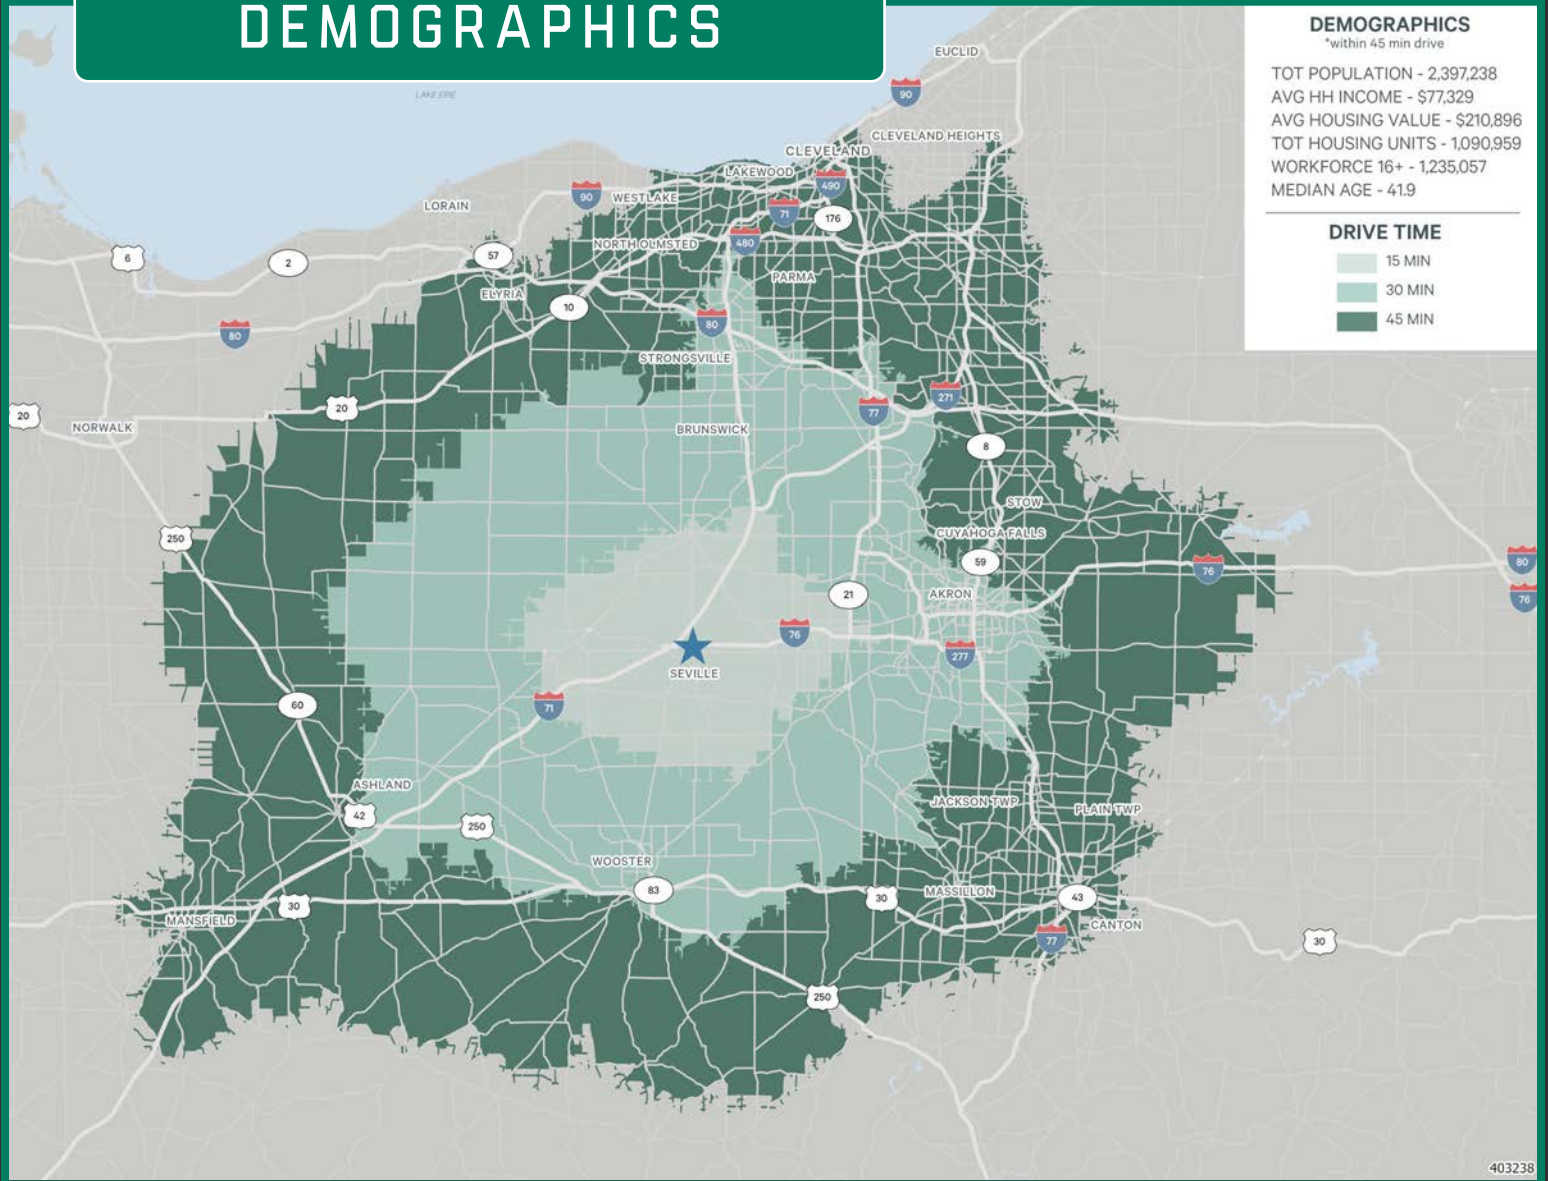 DEMOGRAPHICS
DEMOGRAPHICS
*within 45 min drive
TOT POPULATION - 2,397,238
AVG HH INCOME - $77,329
AVG HOUSING VALUE - $210,896
TOT HOUSING UNITS - 1,090,959
WORKFORCE 16+ - 1,235,057
MEDIAN AGE - 41.9
DRIVE TIME
15 MIN
30 MIN
45 MIN
EUCLID
LAKE ERIE
90
CLEVELAND HEIGHTS
CLEVELAND
LAKEWOOD
490
90
WESTLAKE
LORAIN
71
176
NORTH OLMSTED
480
6
2
57
PARMA
ELYRIA
10
80
80
STRONGSVILLE
271
20
20
77
NORWALK
BRUNSWICK
8
STOW
250
CUYAHOGA FALLS
59
76
80
21
AKRON
76
76
277
SEVILLE
60
71
ASHLAND
42
250
JACKSON TWP
PLAIN TWP
WOOSTER
83
30
MASSILLON
43
30
MANSFIELD
CANTON
77
30
250
403238